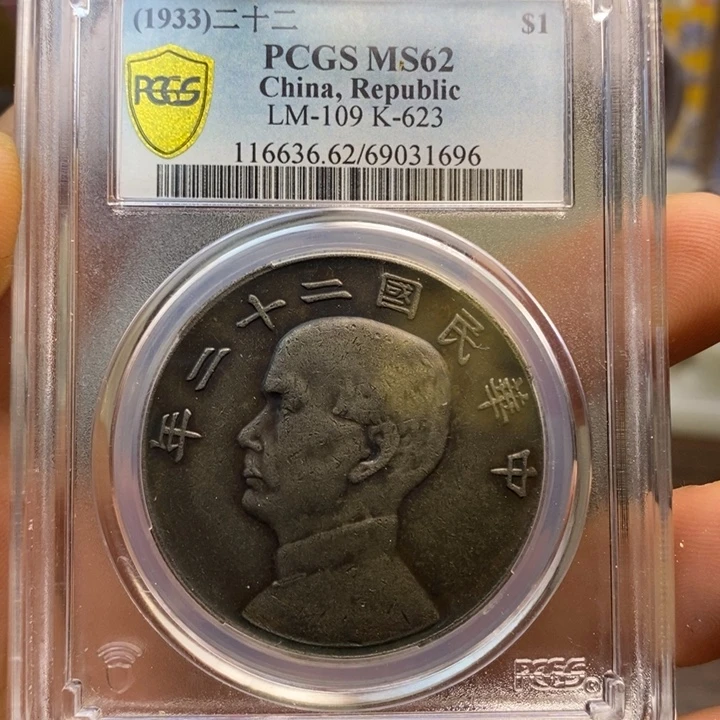 (1933)二十二 $1
PCGS MS62
China, Republic
LM-109 K-623
116636.62/69031696
PCGS
中華民國二十二年
PCGS